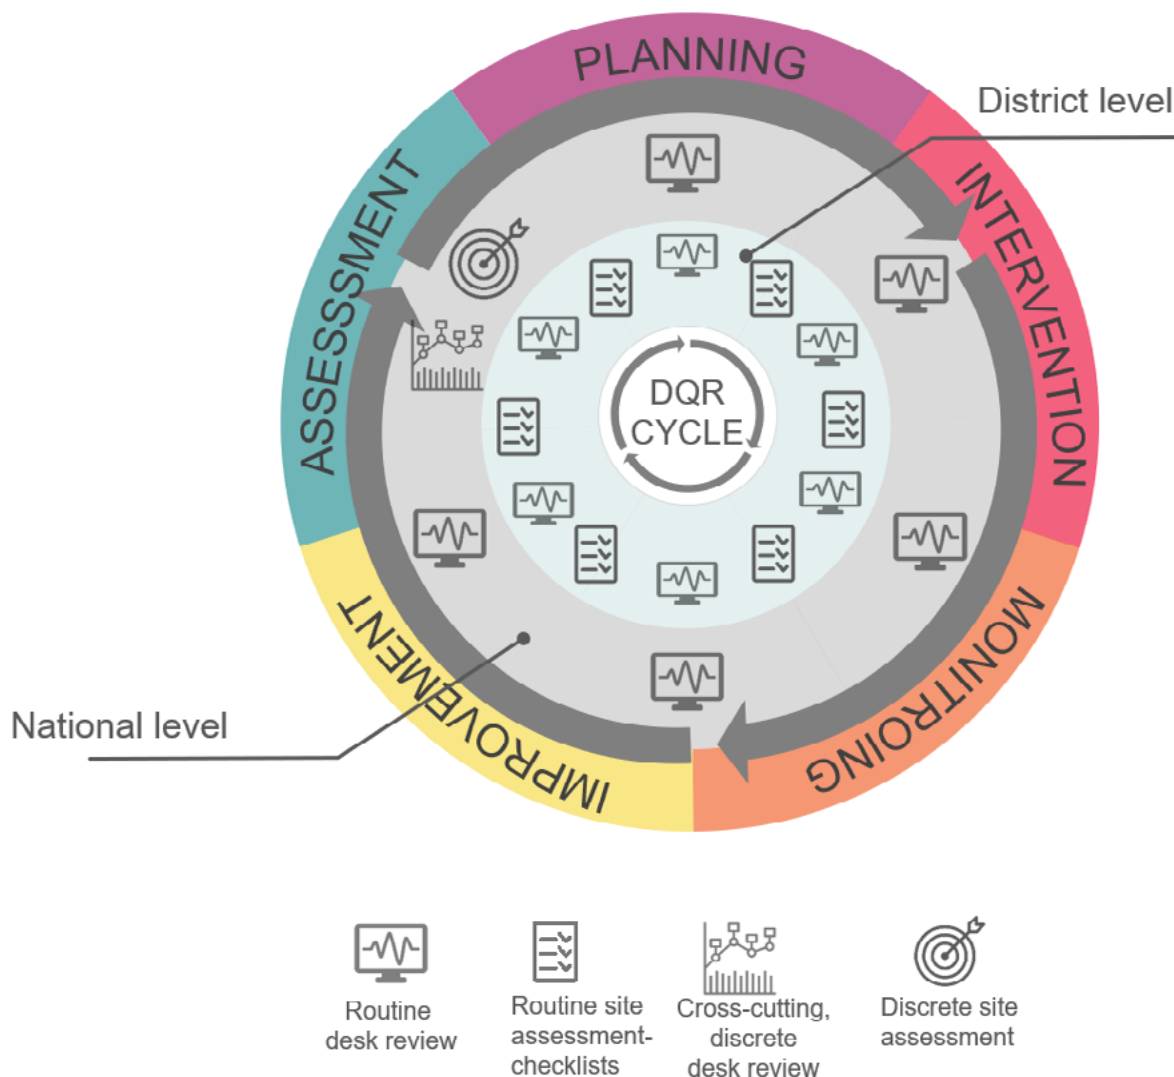 PLANNING
District level
INTERVENTION
ASSESSMENT
DQR
CYCLE
MONITROING
IMPROVEMENT
National level
Routine
desk review
Routine site
assessment-
checklists
Cross-cutting,
discrete
desk review
Discrete site
assessment